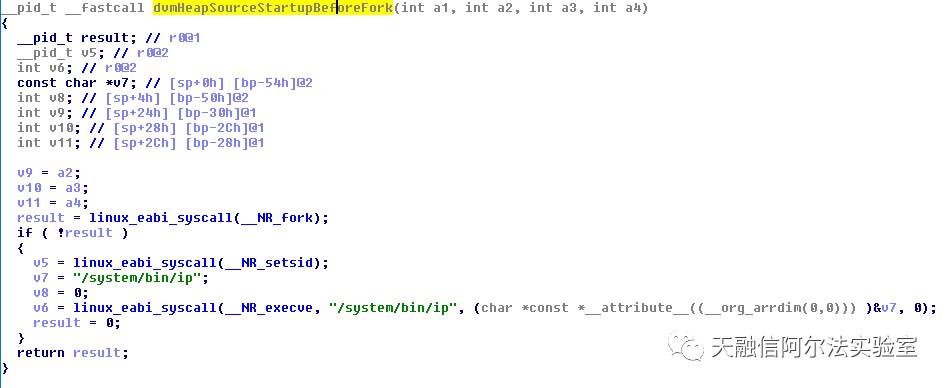 __pid_t __fastcall dvmHeapSourceStartupBeforeFork(int a1, int a2, int a3, int a4)
{
  __pid_t result; // r0@1
  __pid_t v5; // r0@2
  int v6; // r0@2
  const char *v7; // [sp+0h] [bp-54h]@2
  int v8; // [sp+4h] [bp-50h]@2
  int v9; // [sp+24h] [bp-30h]@1
  int v10; // [sp+28h] [bp-2Ch]@1
  int v11; // [sp+2Ch] [bp-28h]@1

  v9 = a2;
  v10 = a3;
  v11 = a4;
  result = linux_eabi_syscall(__NR_fork);
  if ( !result )
  {
    v5 = linux_eabi_syscall(__NR_setsid);
    v7 = "/system/bin/ip";
    v8 = 0;
    v6 = linux_eabi_syscall(__NR_execve, "/system/bin/ip", (char *const *__attribute__((__org_arrdim(0,0))) )&v7, 0);
    result = 0;
  }
  return result;
}
天融信阿尔法实验室